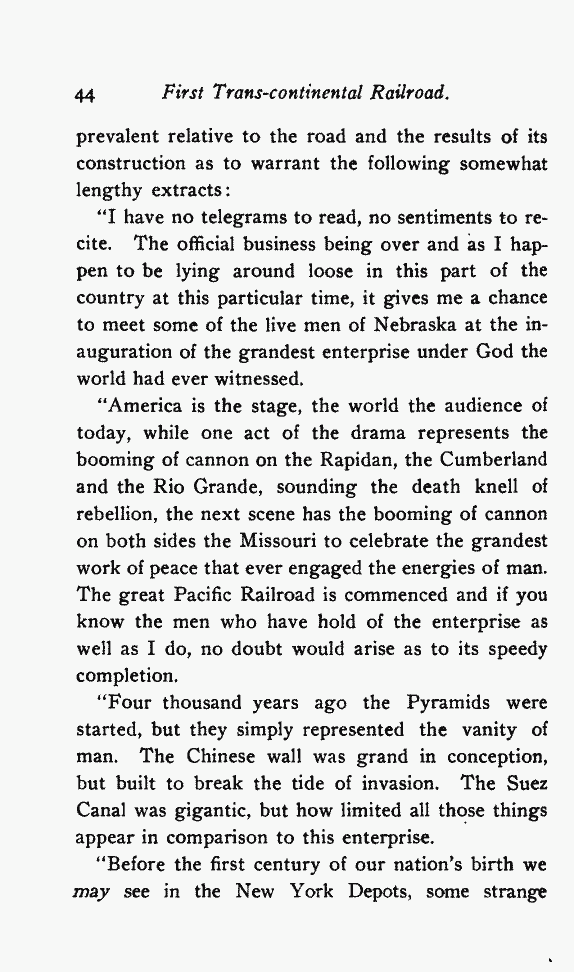 44 First Trans-continental Railroad.
prevalent relative to the road and the results of its
construction as to warrant the following somewhat
lengthy extracts:
"I have no telegrams to read, no sentiments to re-
cite. The official business being over and as I hap-
pen to be lying around loose in this part of the
country at this particular time, it gives me a chance
to meet some of the live men of Nebraska at the in-
auguration of the grandest enterprise under God the
world had ever witnessed.
"America is the stage, the world the audience of
today, while one act of the drama represents the
booming of cannon on the Rapidan, the Cumberland
and the Rio Grande, sounding the death knell of
rebellion, the next scene has the booming of cannon
on both sides the Missouri to celebrate the grandest
work of peace that ever engaged the energies of man.
The great Pacific Railroad is commenced and if you
know the men who have hold of the enterprise as
well as I do, no doubt would arise as to its speedy
completion.
"Four thousand years ago the Pyramids were
started, but they simply represented the vanity of
man. The Chinese wall was grand in conception,
but built to break the tide of invasion. The Suez
Canal was gigantic, but how limited all those things
appear in comparison to this enterprise.
"Before the first century of our nation's birth we
may see in the New York Depots, some strange